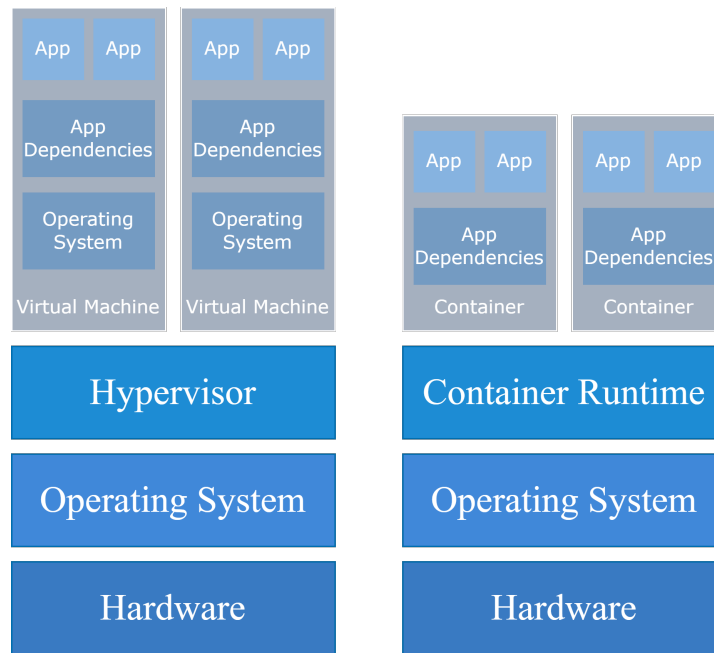 App
App
App
Dependencies
Operating
System
Virtual Machine
App
App
App
Dependencies
Operating
System
Virtual Machine
Hypervisor
Operating System
Hardware
App
App
App
Dependencies
Container
App
App
App
Dependencies
Container
Container Runtime
Operating System
Hardware